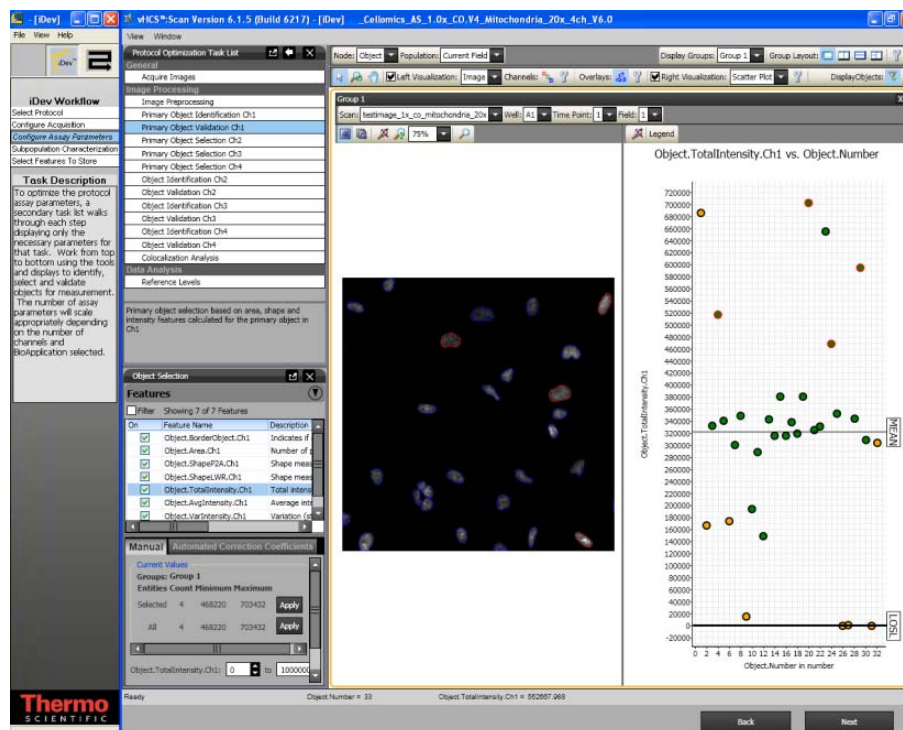 - [iDev]
vHCS™:Scan Version 6.1.5 (Build 6217) - [iDev] _Cellomics_AS_1.0x_CO.V4_Mitochondria_20x_4ch_V6.0
File View Help
View Window
iDev™
iDev Workflow
Select Protocol
Configure Acquisition
Configure Assay Parameters
Subpopulation Characterization
Select Features To Store
Task Description
To optimize the protocol
assay parameters, a
secondary task list walks
through each step
displaying only the
necessary parameters for
that task. Work from top
to bottom using the tools
and displays to identify,
select and validate
objects for measurement.
The number of assay
parameters will scale
appropriately depending
on the number of
channels and
BioApplication selected.
Thermo
SCIENTIFIC
Protocol Optimization Task List
General
Acquire Images
Image Processing
Image Preprocessing
Primary Object Identification Ch1
Primary Object Validation Ch1
Primary Object Selection Ch2
Primary Object Selection Ch3
Primary Object Selection Ch4
Object Identification Ch2
Object Validation Ch2
Object Identification Ch3
Object Validation Ch3
Object Identification Ch4
Object Validation Ch4
Colocalization Analysis
Data Analysis
Reference Levels
Primary object selection based on area, shape and
intensity features calculated for the primary object in
Ch1
Object Selection
Features
Filter Showing 7 of 7 Features
On Feature Name Description
Object.BorderObject.Ch1 Indicates if
Object.Area.Ch1 Number of p
Object.ShapeP2A.Ch1 Shape meas
Object.ShapeLWR.Ch1 Shape meas
Object.TotalIntensity.Ch1 Total intens
Object.AvgIntensity.Ch1 Average inte
Object.VarIntensity.Ch1 Variation (st
Manual Automated Correction Coefficients
Current Values
Groups: Group 1
Entities Count Minimum Maximum
Selected 4 468220 703432 Apply
All 4 468220 703432 Apply
Object.TotalIntensity.Ch1: 0 to 1000000
Node: Object Population: Current Field Display Groups: Group 1 Group Layout:
Left Visualization: Image Channels: Overlays: Right Visualization: Scatter Plot DisplayObjects:
Group 1 X
Scan: testimage_1x_co_mitochondria_20x Well: A1 Time Point: 1 Field: 1
75%
Legend
Object.TotalIntensity.Ch1 vs. Object.Number
Object.TotalIntensity.Ch1
720000
700000
680000
660000
640000
620000
600000
580000
560000
540000
520000
500000
480000
460000
440000
420000
400000
380000
360000
340000
320000
300000
280000
260000
240000
220000
200000
180000
160000
140000
120000
100000
80000
60000
40000
20000
0
-20000
MEAN
LOSL
0 2 4 6 8 10 12 14 16 18 20 22 24 26 28 30 32
Object.Number in number
Ready Object.Number = 33 Object.TotalIntensity.Ch1 = 552667.968
Back Next